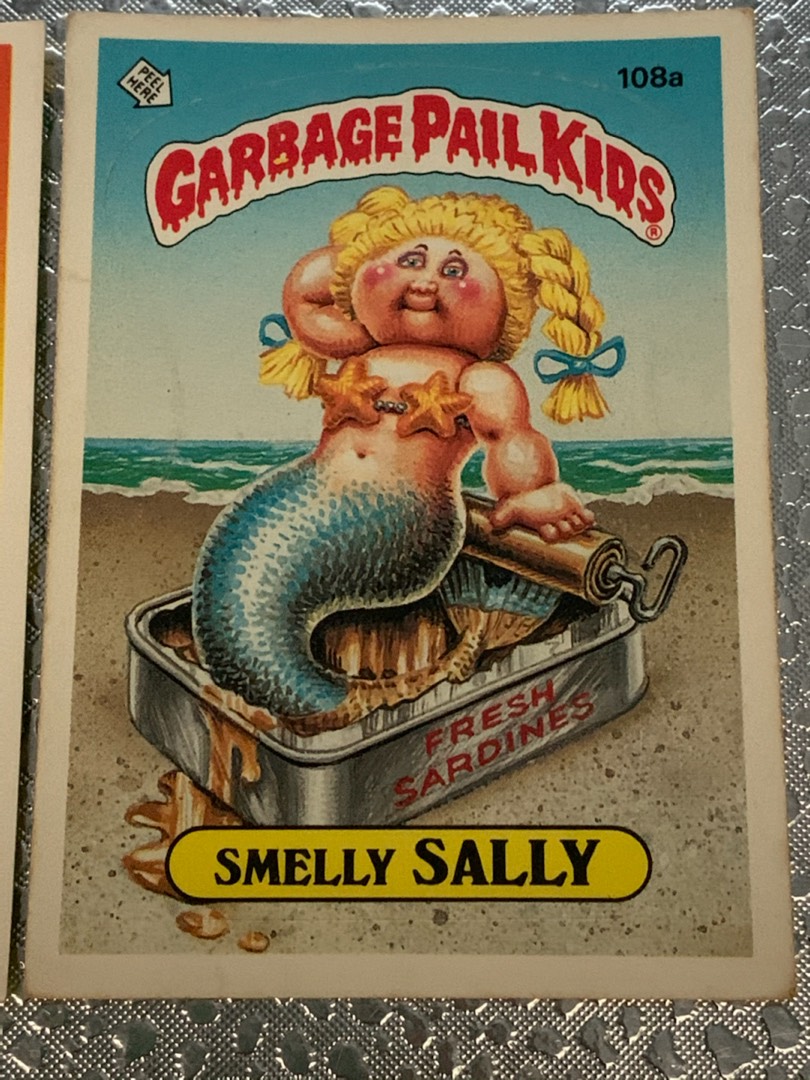 PEEL
HERE
108a
GARBAGE PAIL KIDS®
FRESH
SARDINES
SMELLY SALLY